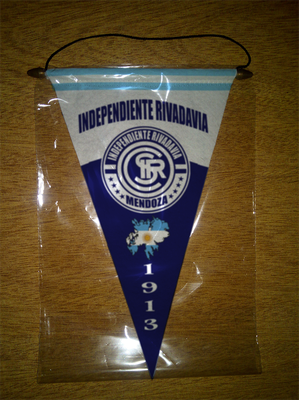 INDEPENDIENTE RIVADAVIA
INDEPENDIENTE RIVADAVIA
CSIR
MENDOZA
1913